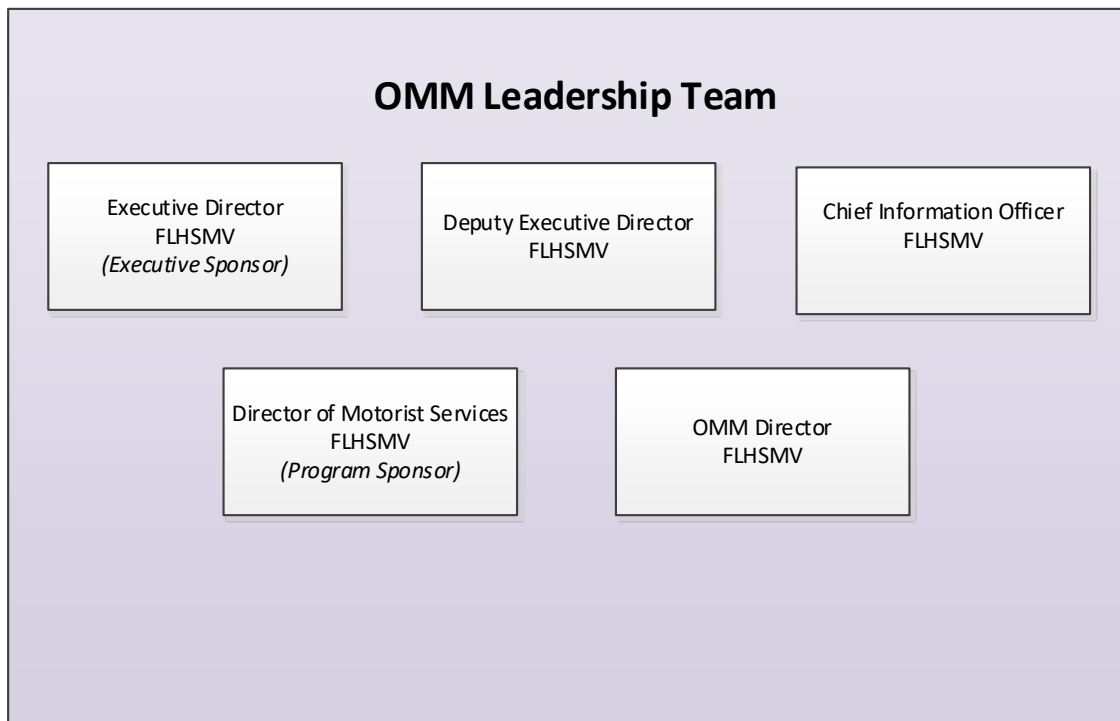 OMM Leadership Team
Executive Director
FLHSMV
(Executive Sponsor)
Deputy Executive Director
FLHSMV
Chief Information Officer
FLHSMV
Director of Motorist Services
FLHSMV
(Program Sponsor)
OMM Director
FLHSMV